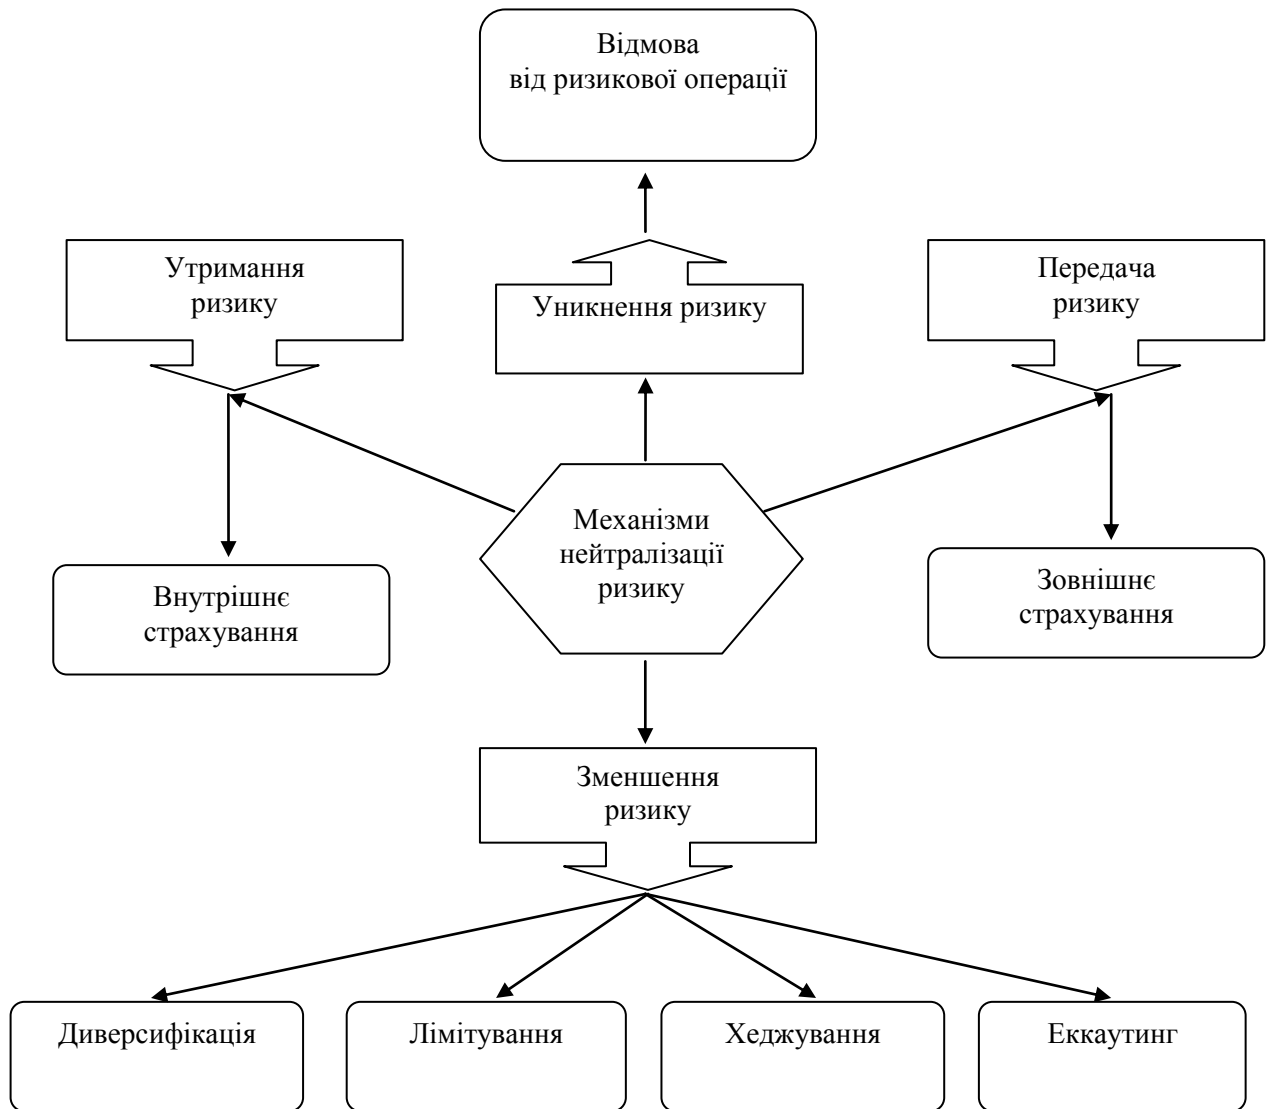 Відмова
від ризикової операції
Утримання
ризику
Уникнення ризику
Передача
ризику
Механізми
нейтралізації
ризику
Внутрішнє
страхування
Зовнішнє
страхування
Зменшення
ризику
Диверсифікація
Лімітування
Хеджування
Еккаутинг